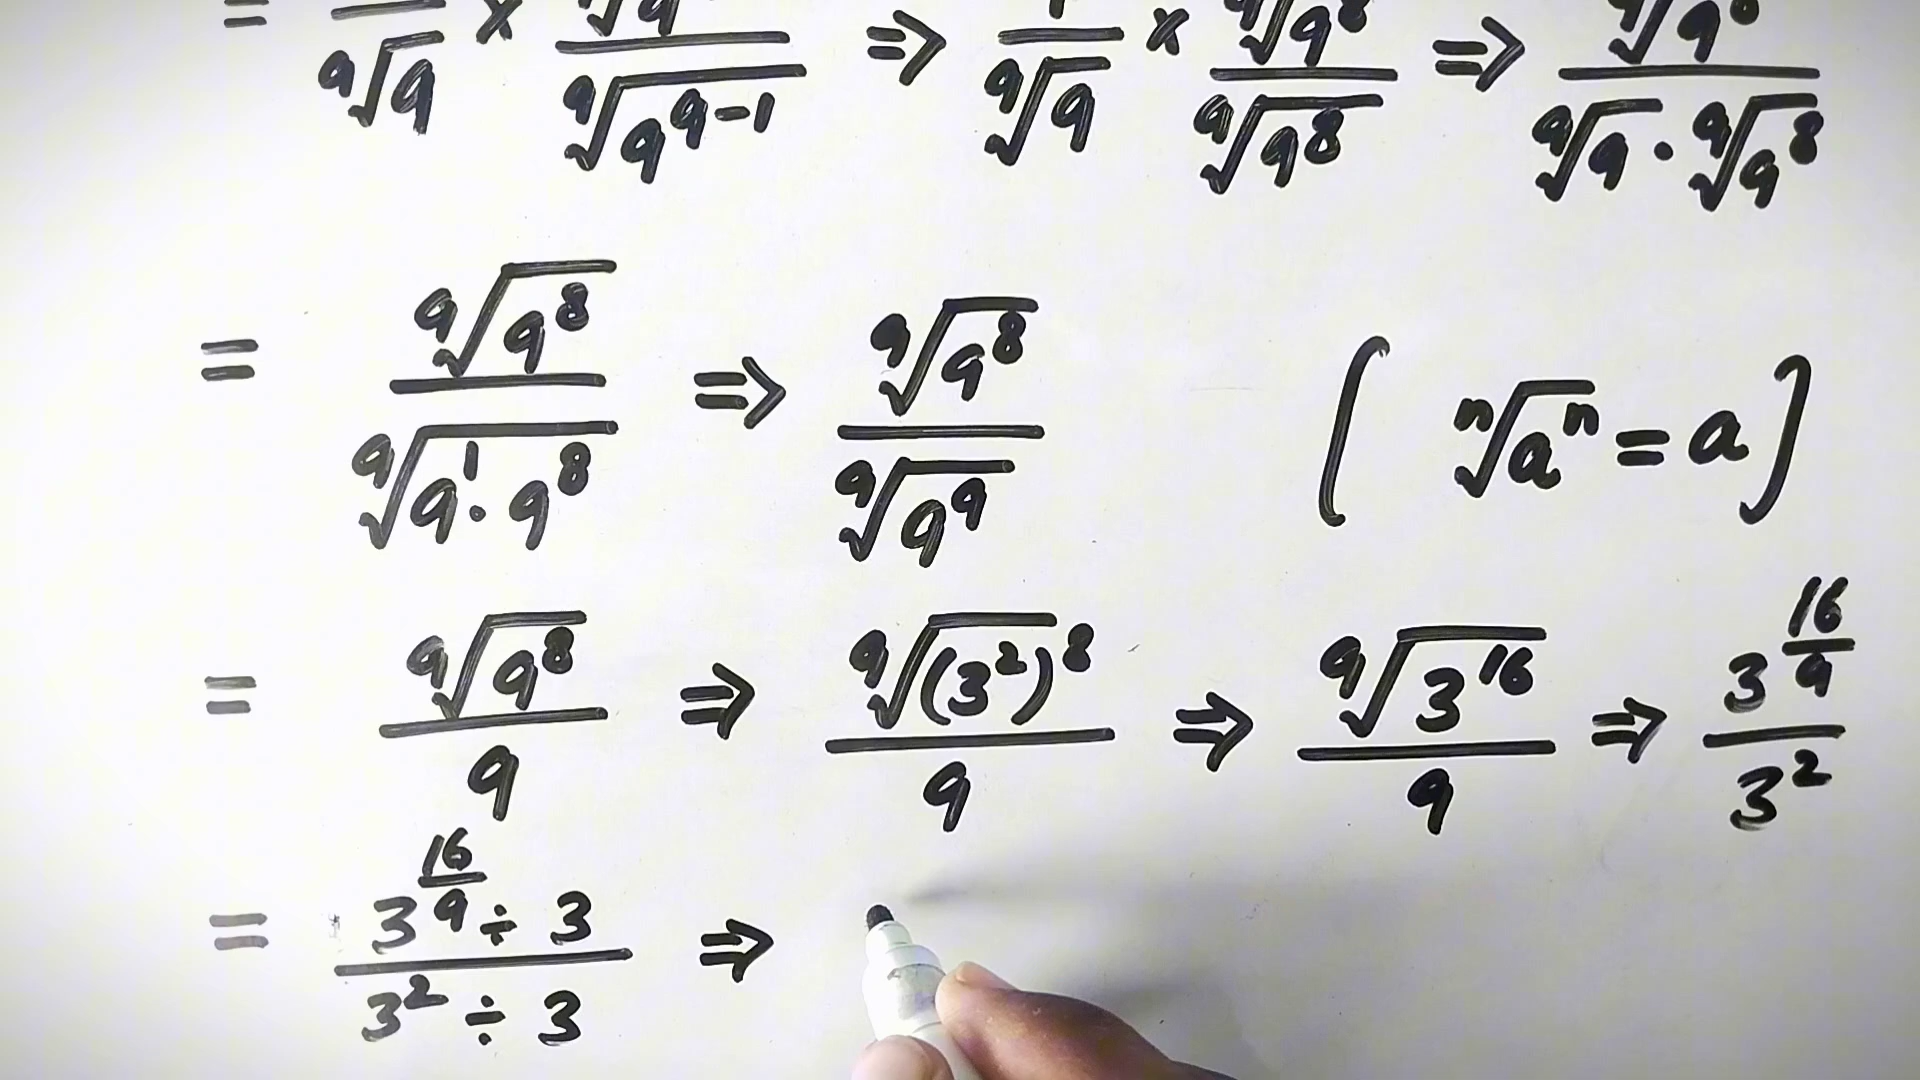 = ⁹√9 × ⁹√9 / ⁹√9⁹⁻¹ ⇒ 1 / ⁹√9 × ⁹√9⁸ / ⁹√9⁸ ⇒ ⁹√9⁸ / ⁹√9 · ⁹√9⁸
= ⁹√9⁸ / ⁹√9¹·9⁸ ⇒ ⁹√9⁸ / ⁹√9⁹ [ ⁿ√aⁿ = a ]
= ⁹√9⁸ / 9 ⇒ ⁹√(3²)⁸ / 9 ⇒ ⁹√3¹⁶ / 9 ⇒ 3^(16/9) / 3²
= 3^(16/9) ÷ 3 / 3² ÷ 3 ⇒